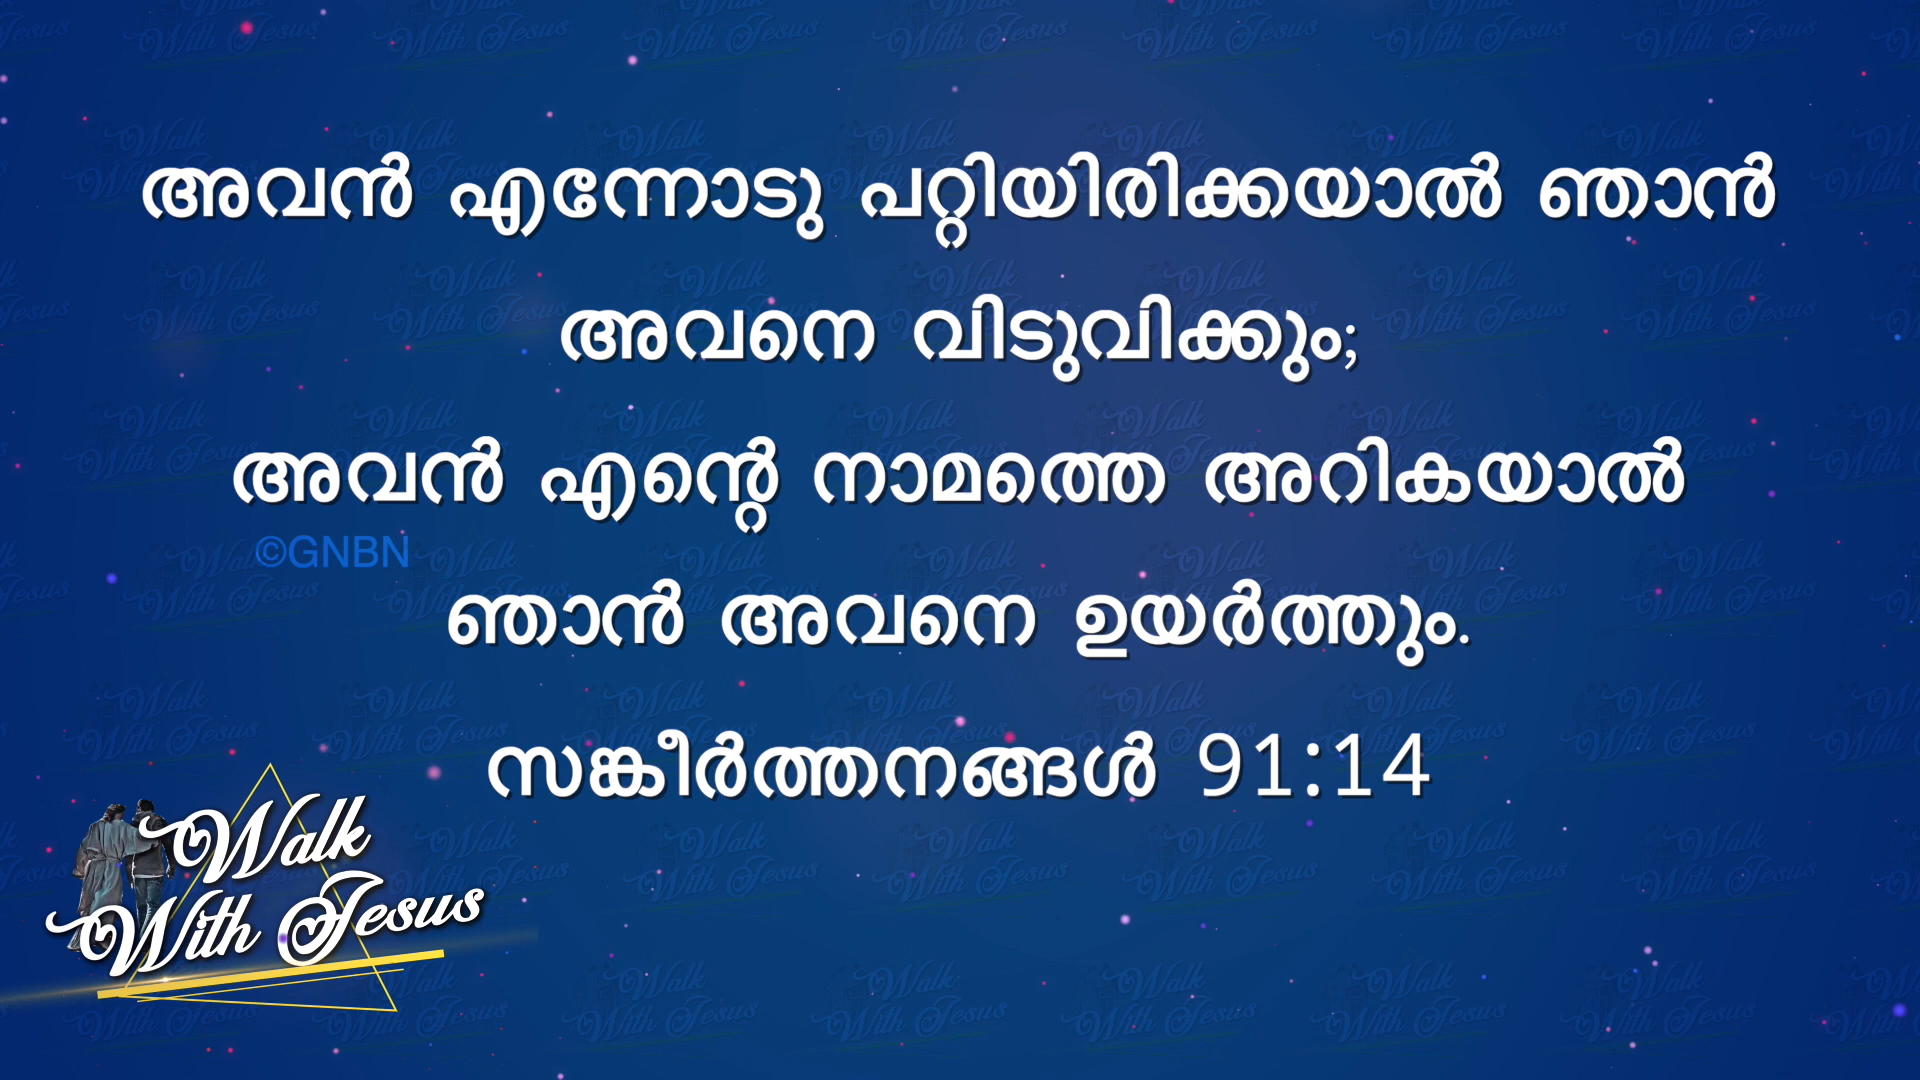 അവൻ എന്നോടു പറ്റിയിരിക്കയാൽ ഞാൻ
അവനെ വിടുവിക്കും;
അവൻ എന്റെ നാമത്തെ അറികയാൽ
©GNBN
ഞാൻ അവനെ ഉയർത്തും.
സങ്കീർത്തനങ്ങൾ 91:14
Walk
With Jesus